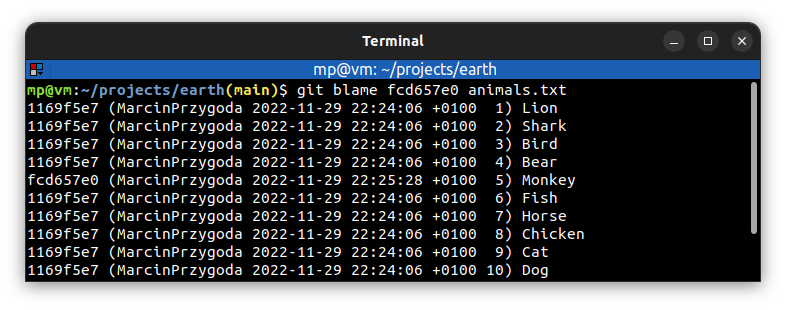 Terminal
mp@vm: ~/projects/earth
mp@vm:~/projects/earth(main)$ git blame fcd657e0 animals.txt
1169f5e7 (MarcinPrzygoda 2022-11-29 22:24:06 +0100  1) Lion
1169f5e7 (MarcinPrzygoda 2022-11-29 22:24:06 +0100  2) Shark
1169f5e7 (MarcinPrzygoda 2022-11-29 22:24:06 +0100  3) Bird
1169f5e7 (MarcinPrzygoda 2022-11-29 22:24:06 +0100  4) Bear
fcd657e0 (MarcinPrzygoda 2022-11-29 22:25:28 +0100  5) Monkey
1169f5e7 (MarcinPrzygoda 2022-11-29 22:24:06 +0100  6) Fish
1169f5e7 (MarcinPrzygoda 2022-11-29 22:24:06 +0100  7) Horse
1169f5e7 (MarcinPrzygoda 2022-11-29 22:24:06 +0100  8) Chicken
1169f5e7 (MarcinPrzygoda 2022-11-29 22:24:06 +0100  9) Cat
1169f5e7 (MarcinPrzygoda 2022-11-29 22:24:06 +0100 10) Dog